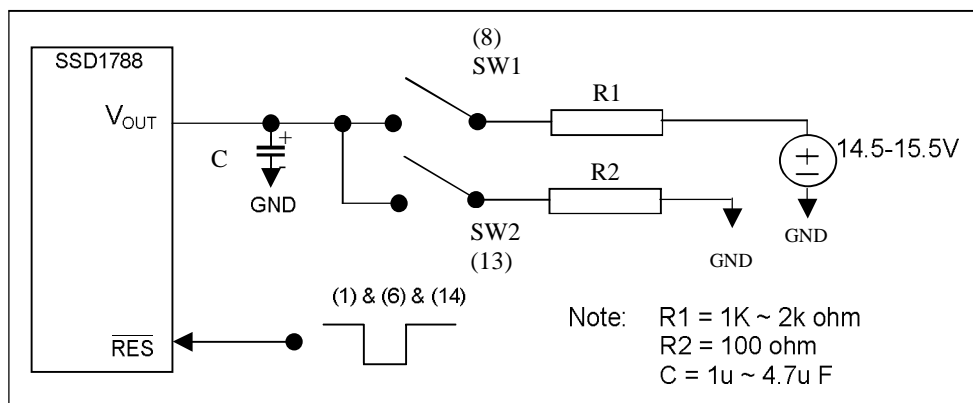 (8)
SW1
SSD1788
R1
VOUT
+
14.5-15.5V
C
-
R2
GND
GND
SW2
GND
(13)
(1) & (6) & (14)
Note: R1 = 1K ~ 2k ohm
RES
R2 = 100 ohm
C = 1u ~ 4.7u F